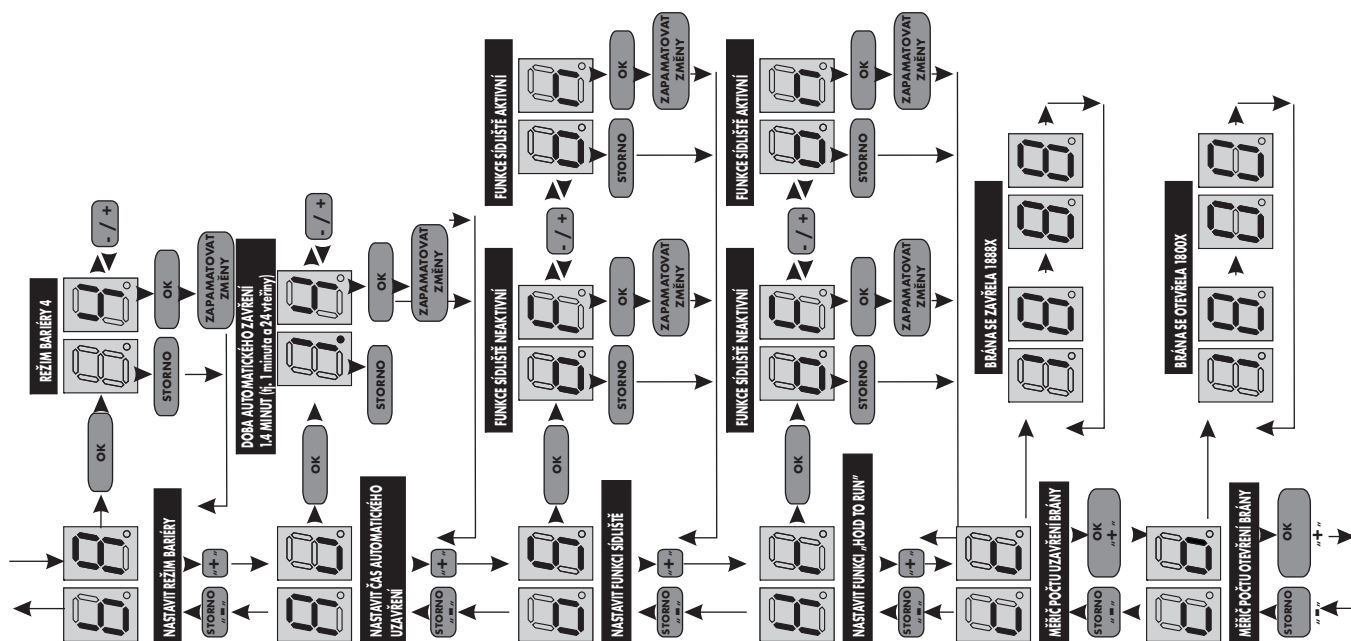 REŽIM BARIÉRY 4
OK
- / +
STORNO
OK
ZAPAMATOVAT
ZMĚNY
NASTAVIT REŽIM BARIÉRY
STORNO
„-“
„+“
DOBA AUTOMATICKÉHO ZAVŘENÍ
1.4 MINUT (tj. 1 minuta a 24 vteřiny)
OK
- / +
STORNO
OK
ZAPAMATOVAT
ZMĚNY
NASTAVIT ČAS AUTOMATICKÉHO
UZAVŘENÍ
STORNO
„-“
„+“
FUNKCE SÍDLIŠTĚ NEAKTIVNÍ
FUNKCE SÍDLIŠTĚ AKTIVNÍ
OK
- / +
STORNO
OK
STORNO
OK
ZAPAMATOVAT
ZMĚNY
ZAPAMATOVAT
ZMĚNY
NASTAVIT FUNKCI SÍDLIŠTĚ
STORNO
„-“
„+“
FUNKCE SÍDLIŠTĚ NEAKTIVNÍ
FUNKCE SÍDLIŠTĚ AKTIVNÍ
OK
- / +
STORNO
OK
STORNO
OK
ZAPAMATOVAT
ZMĚNY
ZAPAMATOVAT
ZMĚNY
NASTAVIT FUNKCI „HOLD TO RUN“
STORNO
„-“
„+“
BRÁNA SE ZAVŘELA 1888X
MĚŘIČ POČTU UZAVŘENÍ BRÁNY
STORNO
„-“
OK
„+“
BRÁNA SE OTEVŘELA 1800X
MĚŘIČ POČTU OTEVŘENÍ BRÁNY
STORNO
„-“
OK
„+“